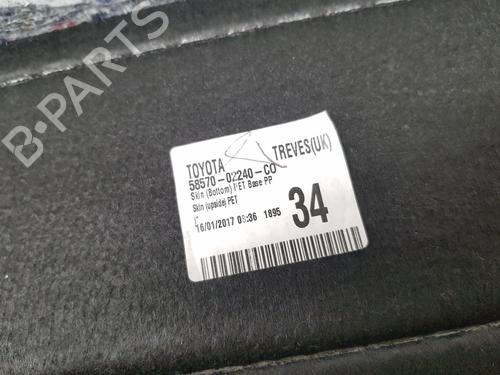 TOYOTA TREVES(UK)
58570-02240-C0
Skin (Bottom) PET Base PP
Skin (upside) PET
16/01/2017 08:36 1895
34
B-PARTS